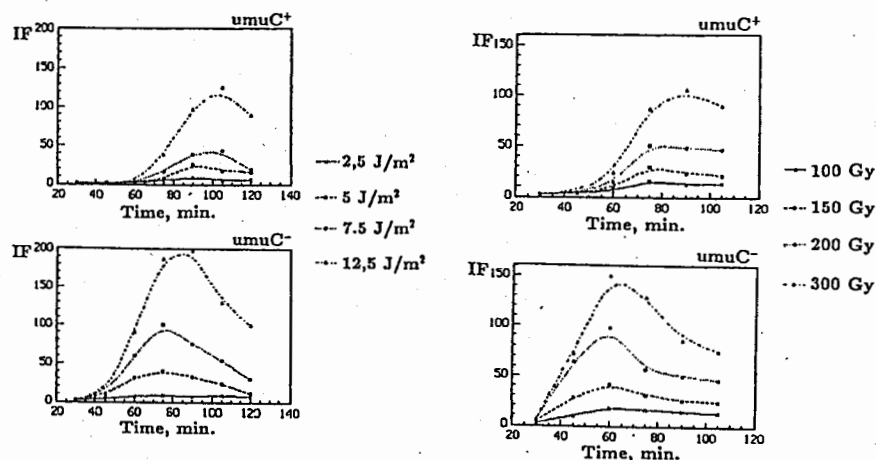 umuC⁺
IF
200
150
100
50
0
20 40 60 80 100 120 140
Time, min.
umuC⁻
IF
200
150
100
50
0
20 40 60 80 100 120 140
Time, min.
2,5 J/m²
5 J/m²
7.5 J/m²
12,5 J/m²
umuC⁺
IF
150
100
50
0
20 40 60 80 100 120
Time, min.
umuC⁻
IF
150
100
50
0
20 40 60 80 100 120
Time, min.
100 Gy
150 Gy
200 Gy
300 Gy